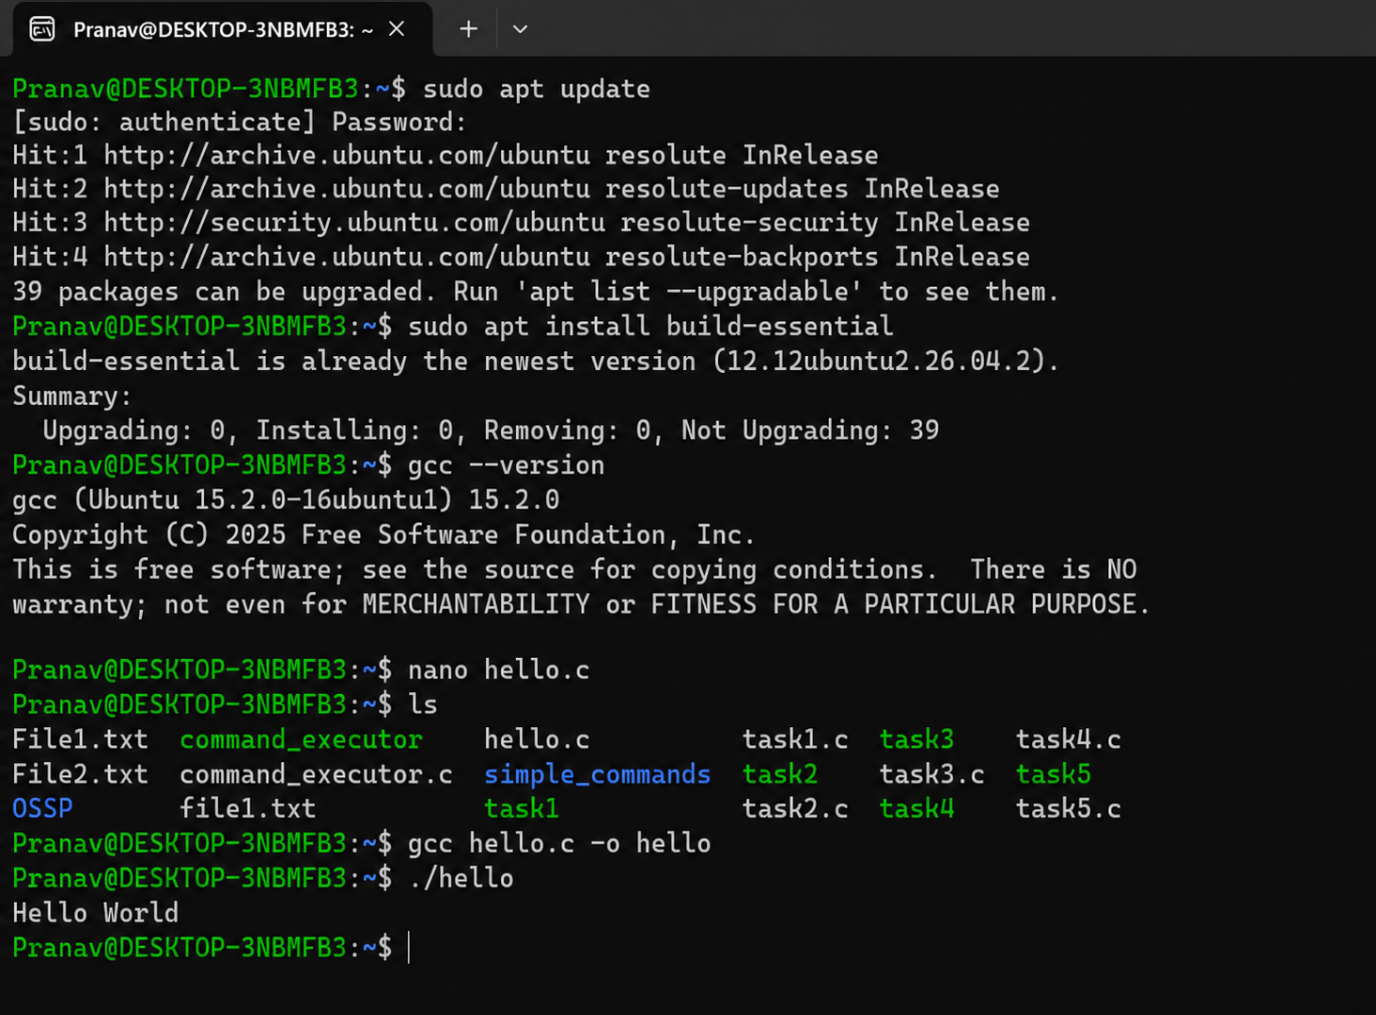 Pranav@DESKTOP-3NBMFB3: ~
Pranav@DESKTOP-3NBMFB3:~$ sudo apt update
[sudo: authenticate] Password:
Hit:1 http://archive.ubuntu.com/ubuntu resolute InRelease
Hit:2 http://archive.ubuntu.com/ubuntu resolute-updates InRelease
Hit:3 http://security.ubuntu.com/ubuntu resolute-security InRelease
Hit:4 http://archive.ubuntu.com/ubuntu resolute-backports InRelease
39 packages can be upgraded. Run 'apt list --upgradable' to see them.
Pranav@DESKTOP-3NBMFB3:~$ sudo apt install build-essential
build-essential is already the newest version (12.12ubuntu2.26.04.2).
Summary:
  Upgrading: 0, Installing: 0, Removing: 0, Not Upgrading: 39
Pranav@DESKTOP-3NBMFB3:~$ gcc --version
gcc (Ubuntu 15.2.0-16ubuntu1) 15.2.0
Copyright (C) 2025 Free Software Foundation, Inc.
This is free software; see the source for copying conditions.  There is NO
warranty; not even for MERCHANTABILITY or FITNESS FOR A PARTICULAR PURPOSE.
Pranav@DESKTOP-3NBMFB3:~$ nano hello.c
Pranav@DESKTOP-3NBMFB3:~$ ls
File1.txt  command_executor    hello.c          task1.c  task3    task4.c
File2.txt  command_executor.c  simple_commands  task2    task3.c  task5
OSSP       file1.txt           task1            task2.c  task4    task5.c
Pranav@DESKTOP-3NBMFB3:~$ gcc hello.c -o hello
Pranav@DESKTOP-3NBMFB3:~$ ./hello
Hello World
Pranav@DESKTOP-3NBMFB3:~$